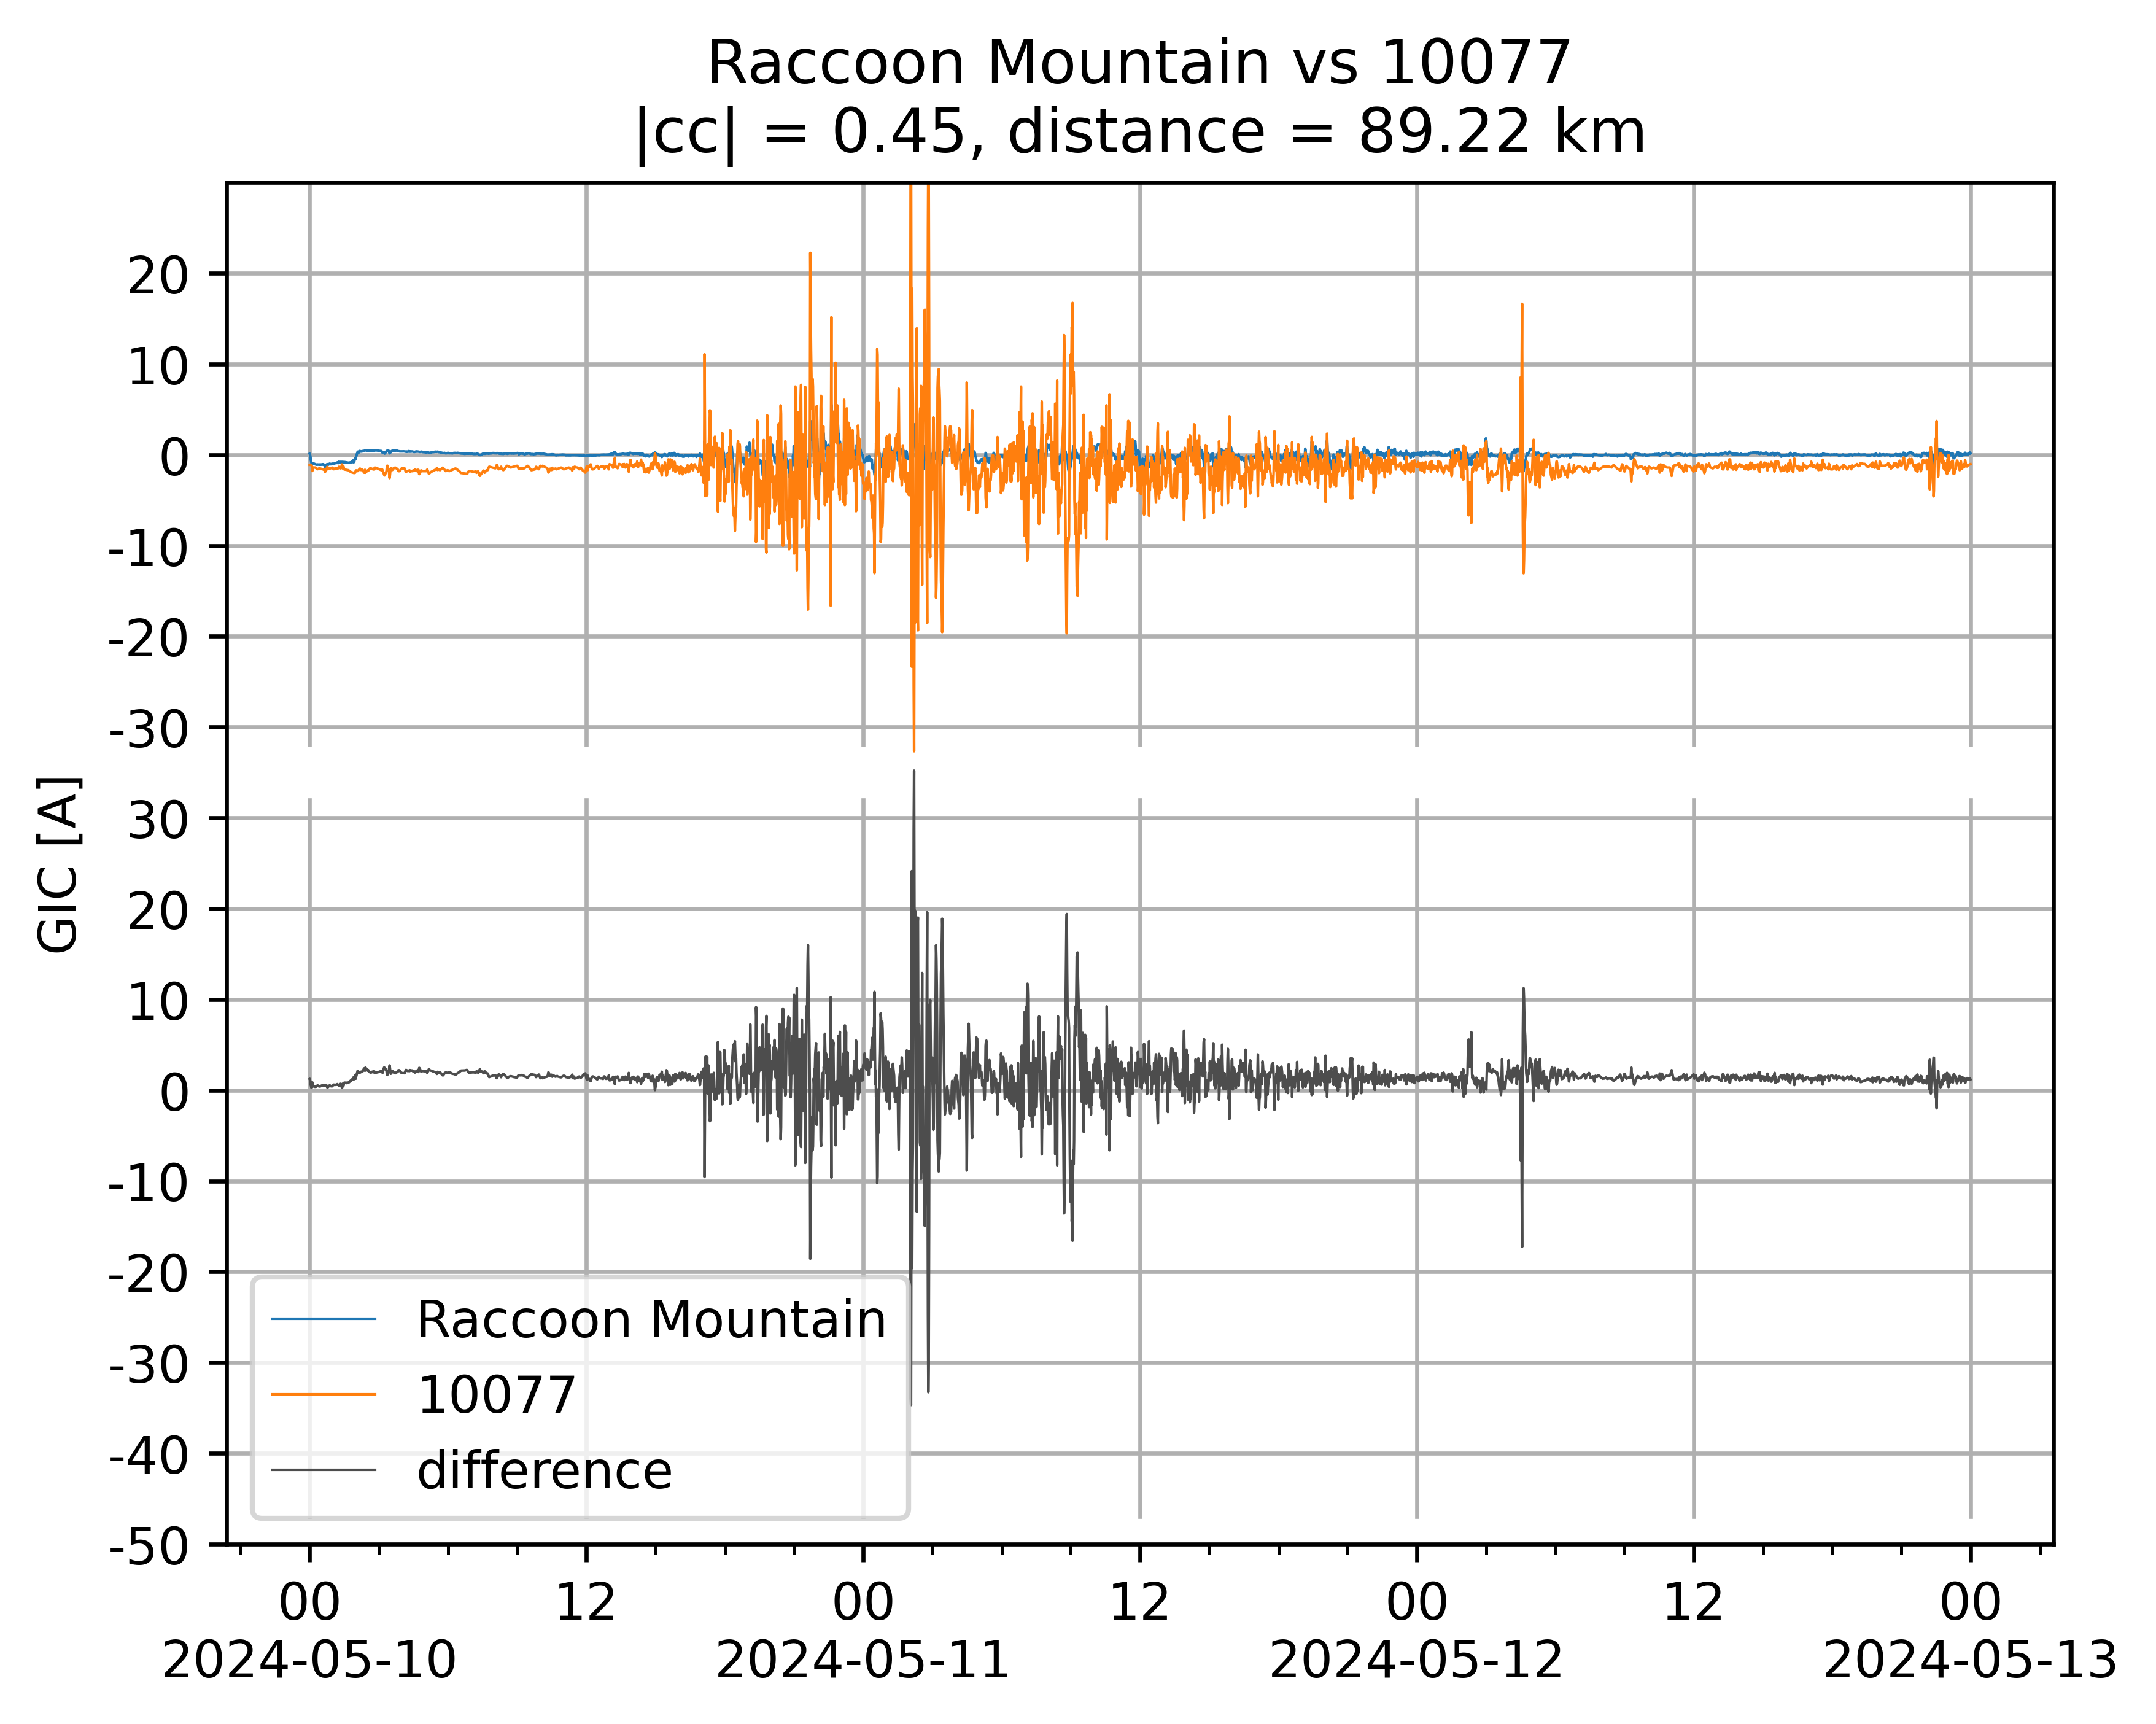 Raccoon Mountain vs 10077
|cc| = 0.45, distance = 89.22 km
GIC [A]
20
10
0
-10
-20
-30
30
20
10
0
-10
-20
-30
-40
-50
Raccoon Mountain
10077
difference
00 12 00 12 00 12 00
2024-05-10 2024-05-11 2024-05-12 2024-05-13